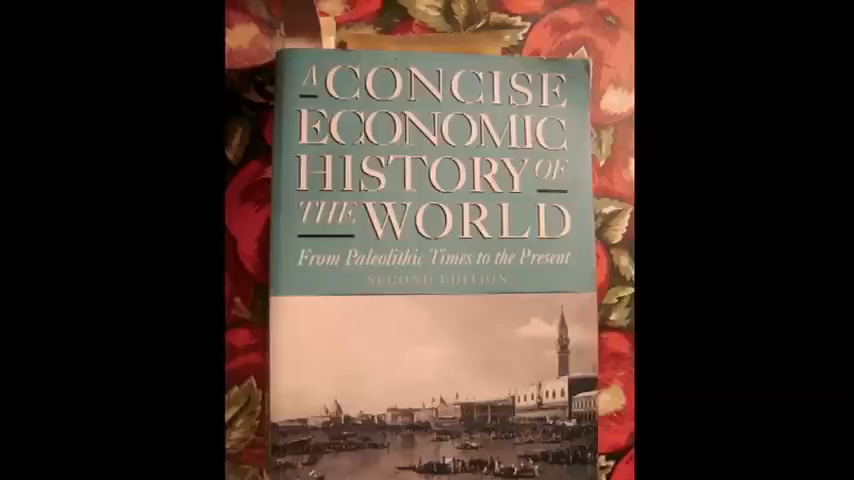 A CONCISE
ECONOMIC
HISTORY OF
THE WORLD
From Paleolithic Times to the Present
SECOND EDITION